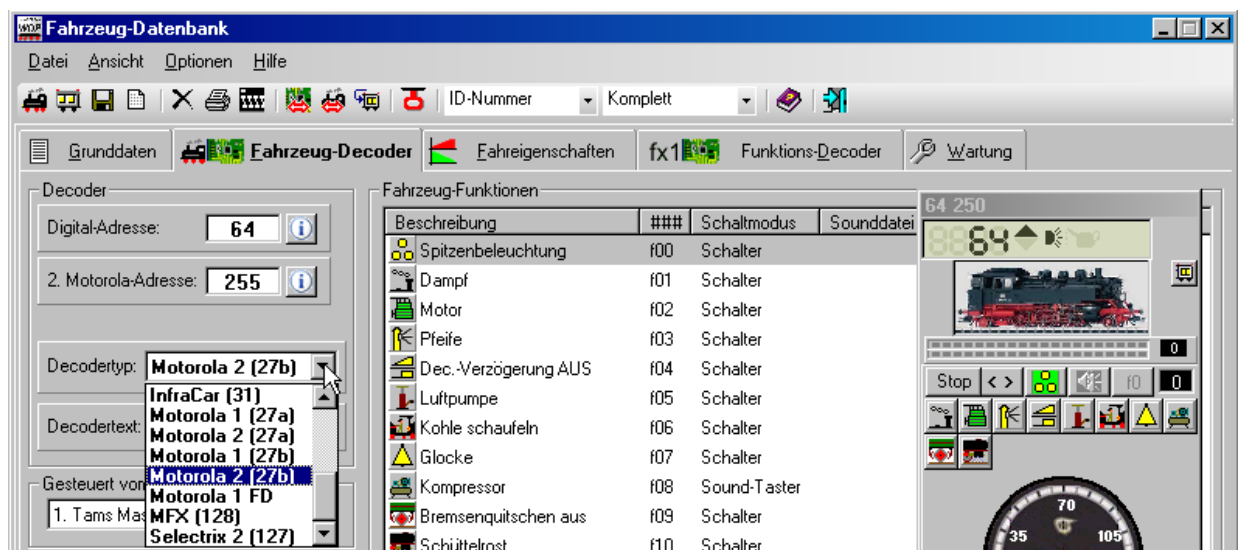 WDP Fahrzeug-Datenbank
Datei Ansicht Optionen Hilfe
ID-Nummer Komplett
Grunddaten Fahrzeug-Decoder Fahreigenschaften fx1 Funktions-Decoder Wartung
Decoder
Digital-Adresse: 64
2. Motorola-Adresse: 255
Decodertyp: Motorola 2 (27b)
InfraCar (31)
Motorola 1 (27a)
Motorola 2 (27a)
Motorola 1 (27b)
Motorola 2 (27b)
Motorola 1 FD
MFX (128)
Selectrix 2 (127)
Decodertext:
Gesteuert von
1. Tams Mas
Fahrzeug-Funktionen
Beschreibung ### Schaltmodus Sounddatei
Spitzenbeleuchtung f00 Schalter
Dampf f01 Schalter
Motor f02 Schalter
Pfeife f03 Schalter
Dec.-Verzögerung AUS f04 Schalter
Luftpumpe f05 Schalter
Kohle schaufeln f06 Schalter
Glocke f07 Schalter
Kompressor f08 Sound-Taster
Bremsenquitschen aus f09 Schalter
Schüttelrost f10 Schalter
64 250
64
0
Stop < > f0 0
70
35 105